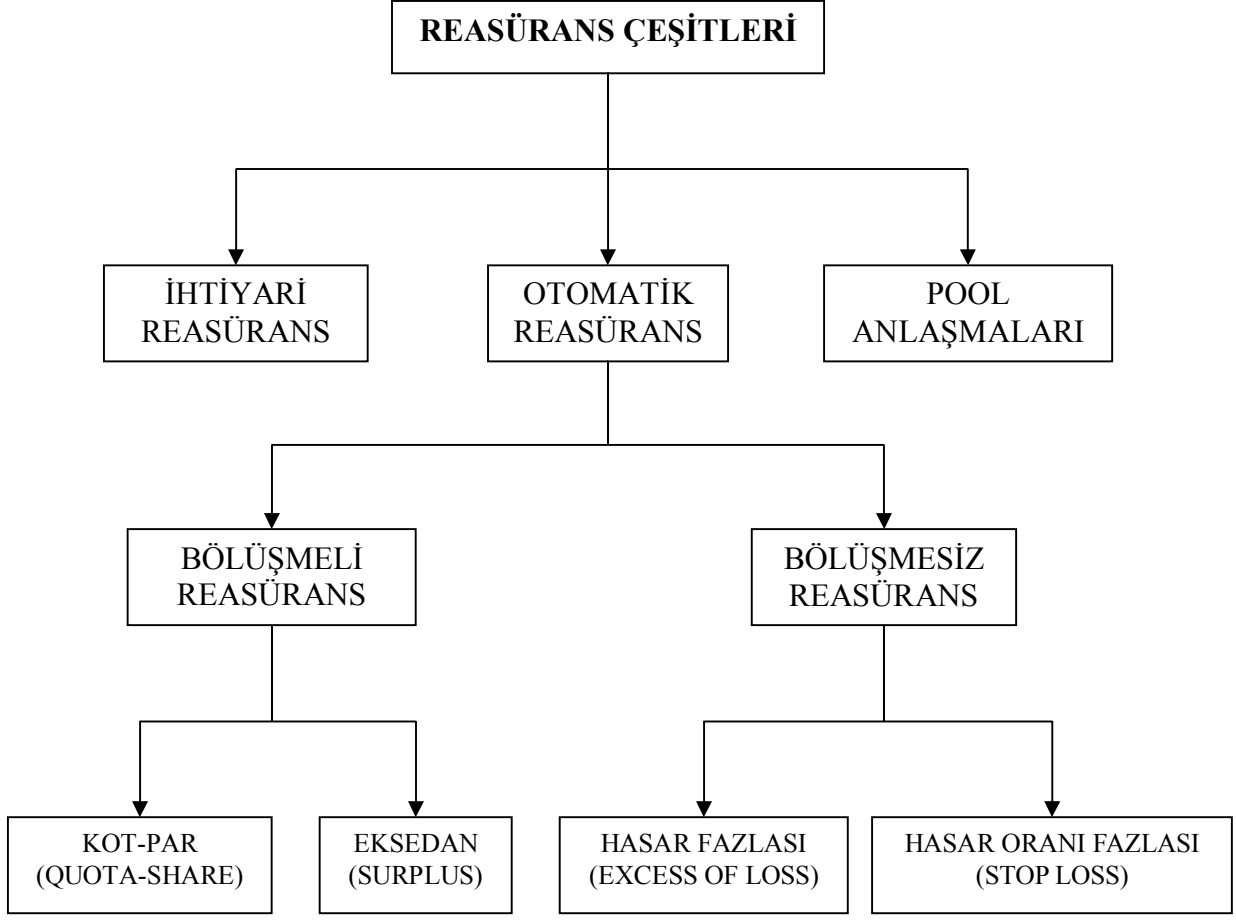 REASÜRANS ÇEŞİTLERİ
İHTİYARİ
REASÜRANS
OTOMATİK
REASÜRANS
POOL
ANLAŞMALARI
BÖLÜŞMELİ
REASÜRANS
BÖLÜŞMESİZ
REASÜRANS
KOT-PAR
(QUOTA-SHARE)
EKSEDAN
(SURPLUS)
HASAR FAZLASI
(EXCESS OF LOSS)
HASAR ORANI FAZLASI
(STOP LOSS)